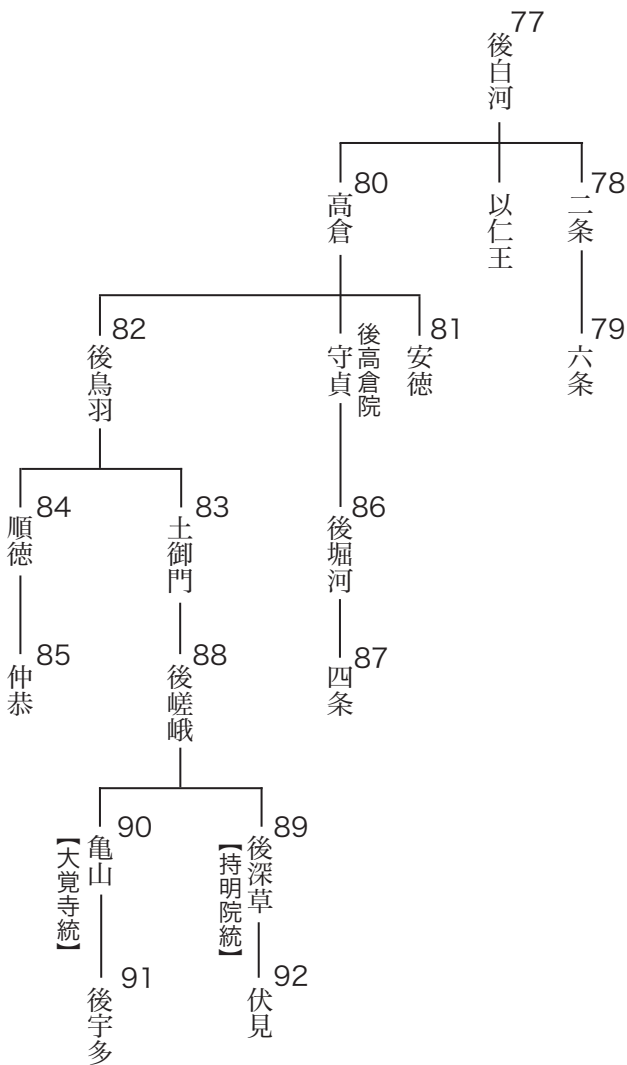 77
後白河
78
二条
以仁王
80
高倉
79
六条
81
安徳
後高倉院
守貞
82
後鳥羽
86
後堀河
83
土御門
84
順徳
87
四条
88
後嵯峨
85
仲恭
89
後深草
【持明院統】
90
亀山
【大覚寺統】
92
伏見
91
後宇多